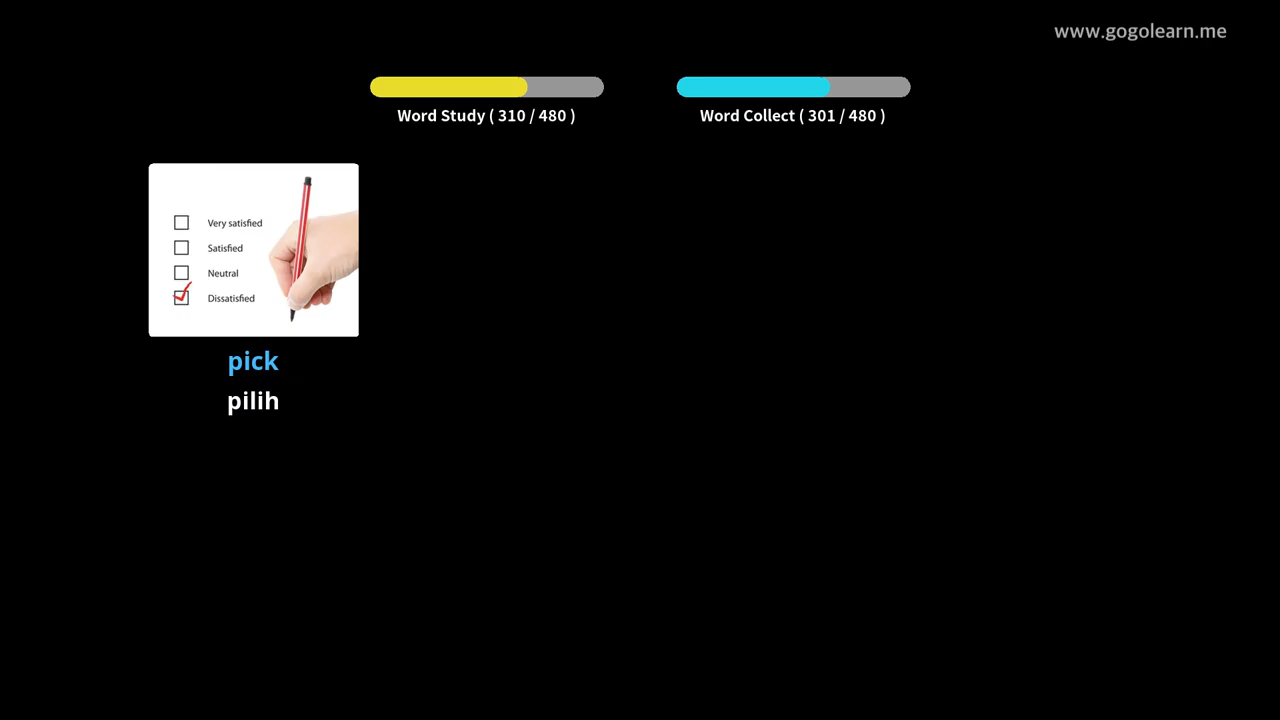 www.gogolearn.me
Word Study ( 310 / 480 )
Word Collect ( 301 / 480 )
Very satisfied
Satisfied
Neutral
Dissatisfied
pick
pilih